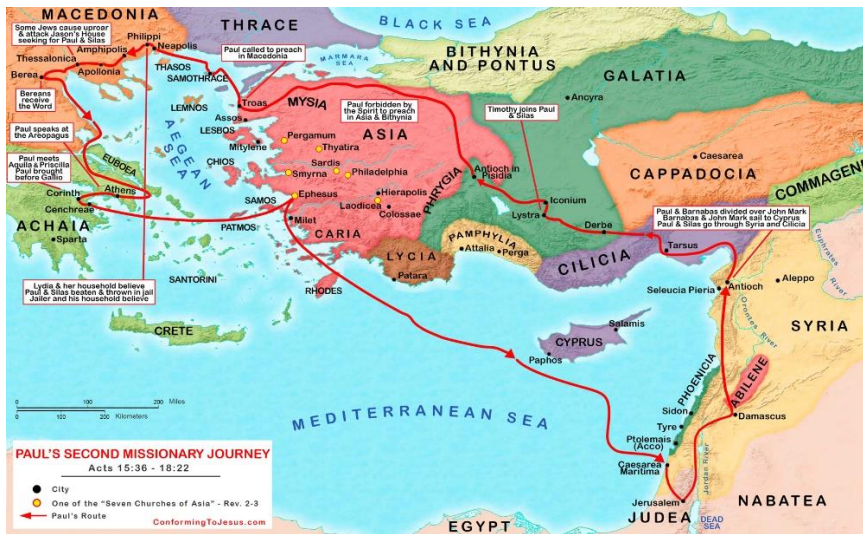 MACEDONIA
THRACE
BLACK SEA
Some Jews cause uproar
& attack Jason's House
seeking for Paul & Silas
Philippi
Neapolis
Amphipolis
Thessalonica
Apollonia
Berea
THASOS
SAMOTHRACE
Paul called to preach
in Macedonia
MARMARA
SEA
BITHYNIA
AND PONTUS
GALATIA
Bereans
receive
the Word
LEMNOS
Troas
MYSIA
Paul forbidden by
the Spirit to preach
in Asia & Bithynia
Timothy joins Paul
& Silas
Ancyra
Assos
LESBOS
Mitylene
ASIA
AEGEAN
SEA
Paul speaks at
the Areopagus
Pergamum
Thyatira
CAPPADOCIA
Caesarea
Paul meets
Aquila & Priscilla
Paul brought
before Gallio
EUBOEA
CHIOS
Sardis
Smyrna
Philadelphia
Antioch in
Pisidia
COMMAGENE
Corinth
Athens
Cenchreae
SAMOS
Ephesus
Hierapolis
Laodicea
Colossae
PHRYGIA
Iconium
Lystra
Derbe
Paul & Barnabas divided over John Mark
Barnabas & John Mark sail to Cyprus
Paul & Silas go through Syria and Cilicia
ACHAIA
Sparta
PATMOS
Milet
CARIA
PAMPHYLIA
Attalia
Perga
Tarsus
CILICIA
Euphrates
River
LYCIA
Patara
Lydia & her household believe
Paul & Silas beaten & thrown in jail
Jailer and his household believe
SANTORINI
RHODES
Seleucia Pieria
Antioch
Aleppo
Orontes River
SYRIA
CRETE
CYPRUS
Salamis
Paphos
PHOENICIA
ABILENE
0 100 200 Miles
0 100 200
Kilometers
MEDITERRANEAN SEA
Sidon
Damascus
Tyre
Ptolemais
(Acco)
Caesarea
Maritima
Jordan River
PAUL'S SECOND MISSIONARY JOURNEY
Acts 15:36 - 18:22
City
One of the "Seven Churches of Asia" - Rev. 2-3
Paul's Route
ConformingToJesus.com
Jerusalem
JUDEA
DEAD
SEA
NABATEA
EGYPT